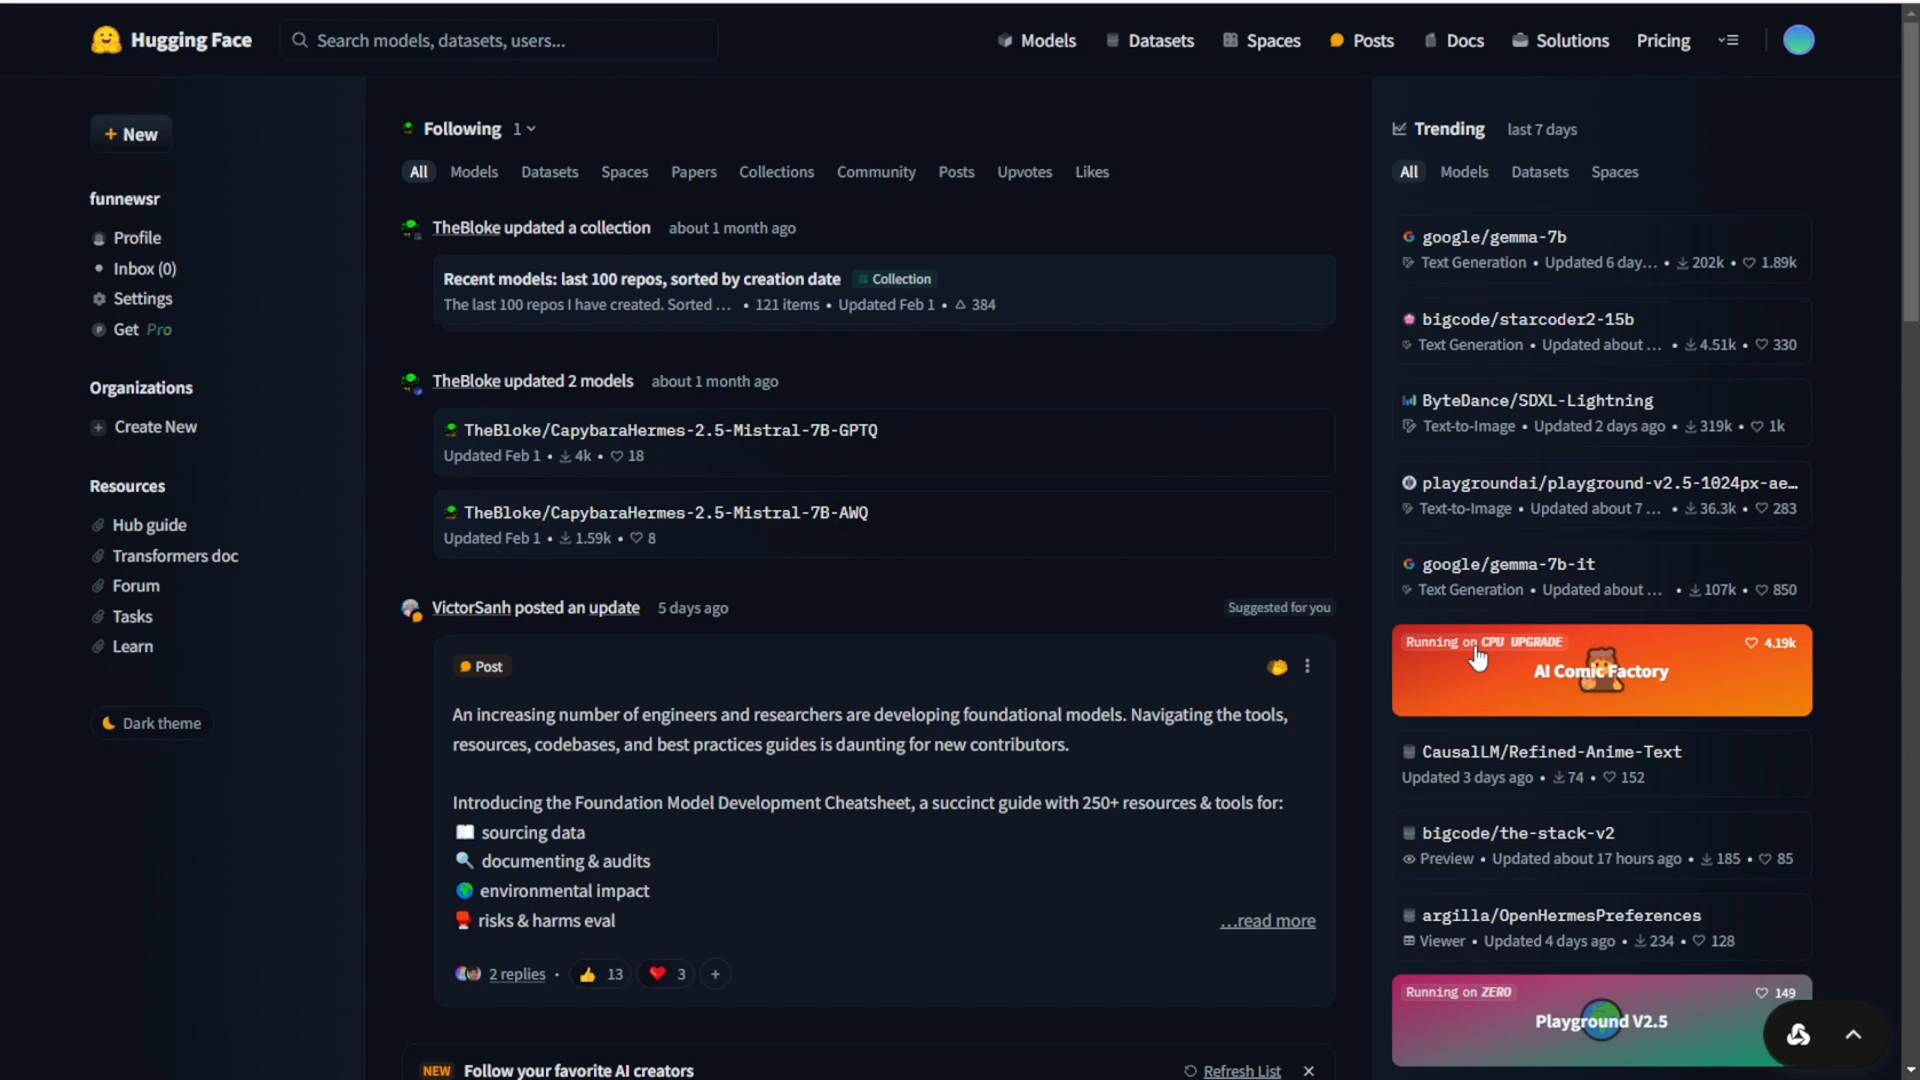 Hugging Face
Search models, datasets, users...
Models
Datasets
Spaces
Posts
Docs
Solutions
Pricing
+ New
funnewsr
Profile
Inbox (0)
Settings
Get Pro
Organizations
Create New
Resources
Hub guide
Transformers doc
Forum
Tasks
Learn
Dark theme
Following 1
All Models Datasets Spaces Papers Collections Community Posts Upvotes Likes
TheBloke updated a collection about 1 month ago
Recent models: last 100 repos, sorted by creation date Collection
The last 100 repos I have created. Sorted ... • 121 items • Updated Feb 1 • 384
TheBloke updated 2 models about 1 month ago
TheBloke/CapybaraHermes-2.5-Mistral-7B-GPTQ
Updated Feb 1 • 4k • 18
TheBloke/CapybaraHermes-2.5-Mistral-7B-AWQ
Updated Feb 1 • 1.59k • 8
VictorSanh posted an update 5 days ago Suggested for you
Post
An increasing number of engineers and researchers are developing foundational models. Navigating the tools,
resources, codebases, and best practices guides is daunting for new contributors.
Introducing the Foundation Model Development Cheatsheet, a succinct guide with 250+ resources & tools for:
📖 sourcing data
🔍 documenting & audits
🌍 environmental impact
risks & harms eval
...read more
2 replies • 👍 13 ❤️ 3 +
NEW Follow your favorite AI creators Refresh List
Trending last 7 days
All Models Datasets Spaces
google/gemma-7b
Text Generation • Updated 6 day... • 202k • 1.89k
bigcode/starcoder2-15b
Text Generation • Updated about ... • 4.51k • 330
ByteDance/SDXL-Lightning
Text-to-Image • Updated 2 days ago • 319k • 1k
playgroundai/playground-v2.5-1024px-ae...
Text-to-Image • Updated about 7 ... • 36.3k • 283
google/gemma-7b-it
Text Generation • Updated about ... • 107k • 850
Running on CPU UPGRADE 4.19k
AI Comic Factory
CausalLM/Refined-Anime-Text
Updated 3 days ago • 74 • 152
bigcode/the-stack-v2
Preview • Updated about 17 hours ago • 185 • 85
argilla/OpenHermesPreferences
Viewer • Updated 4 days ago • 234 • 128
Running on ZERO 149
Playground V2.5